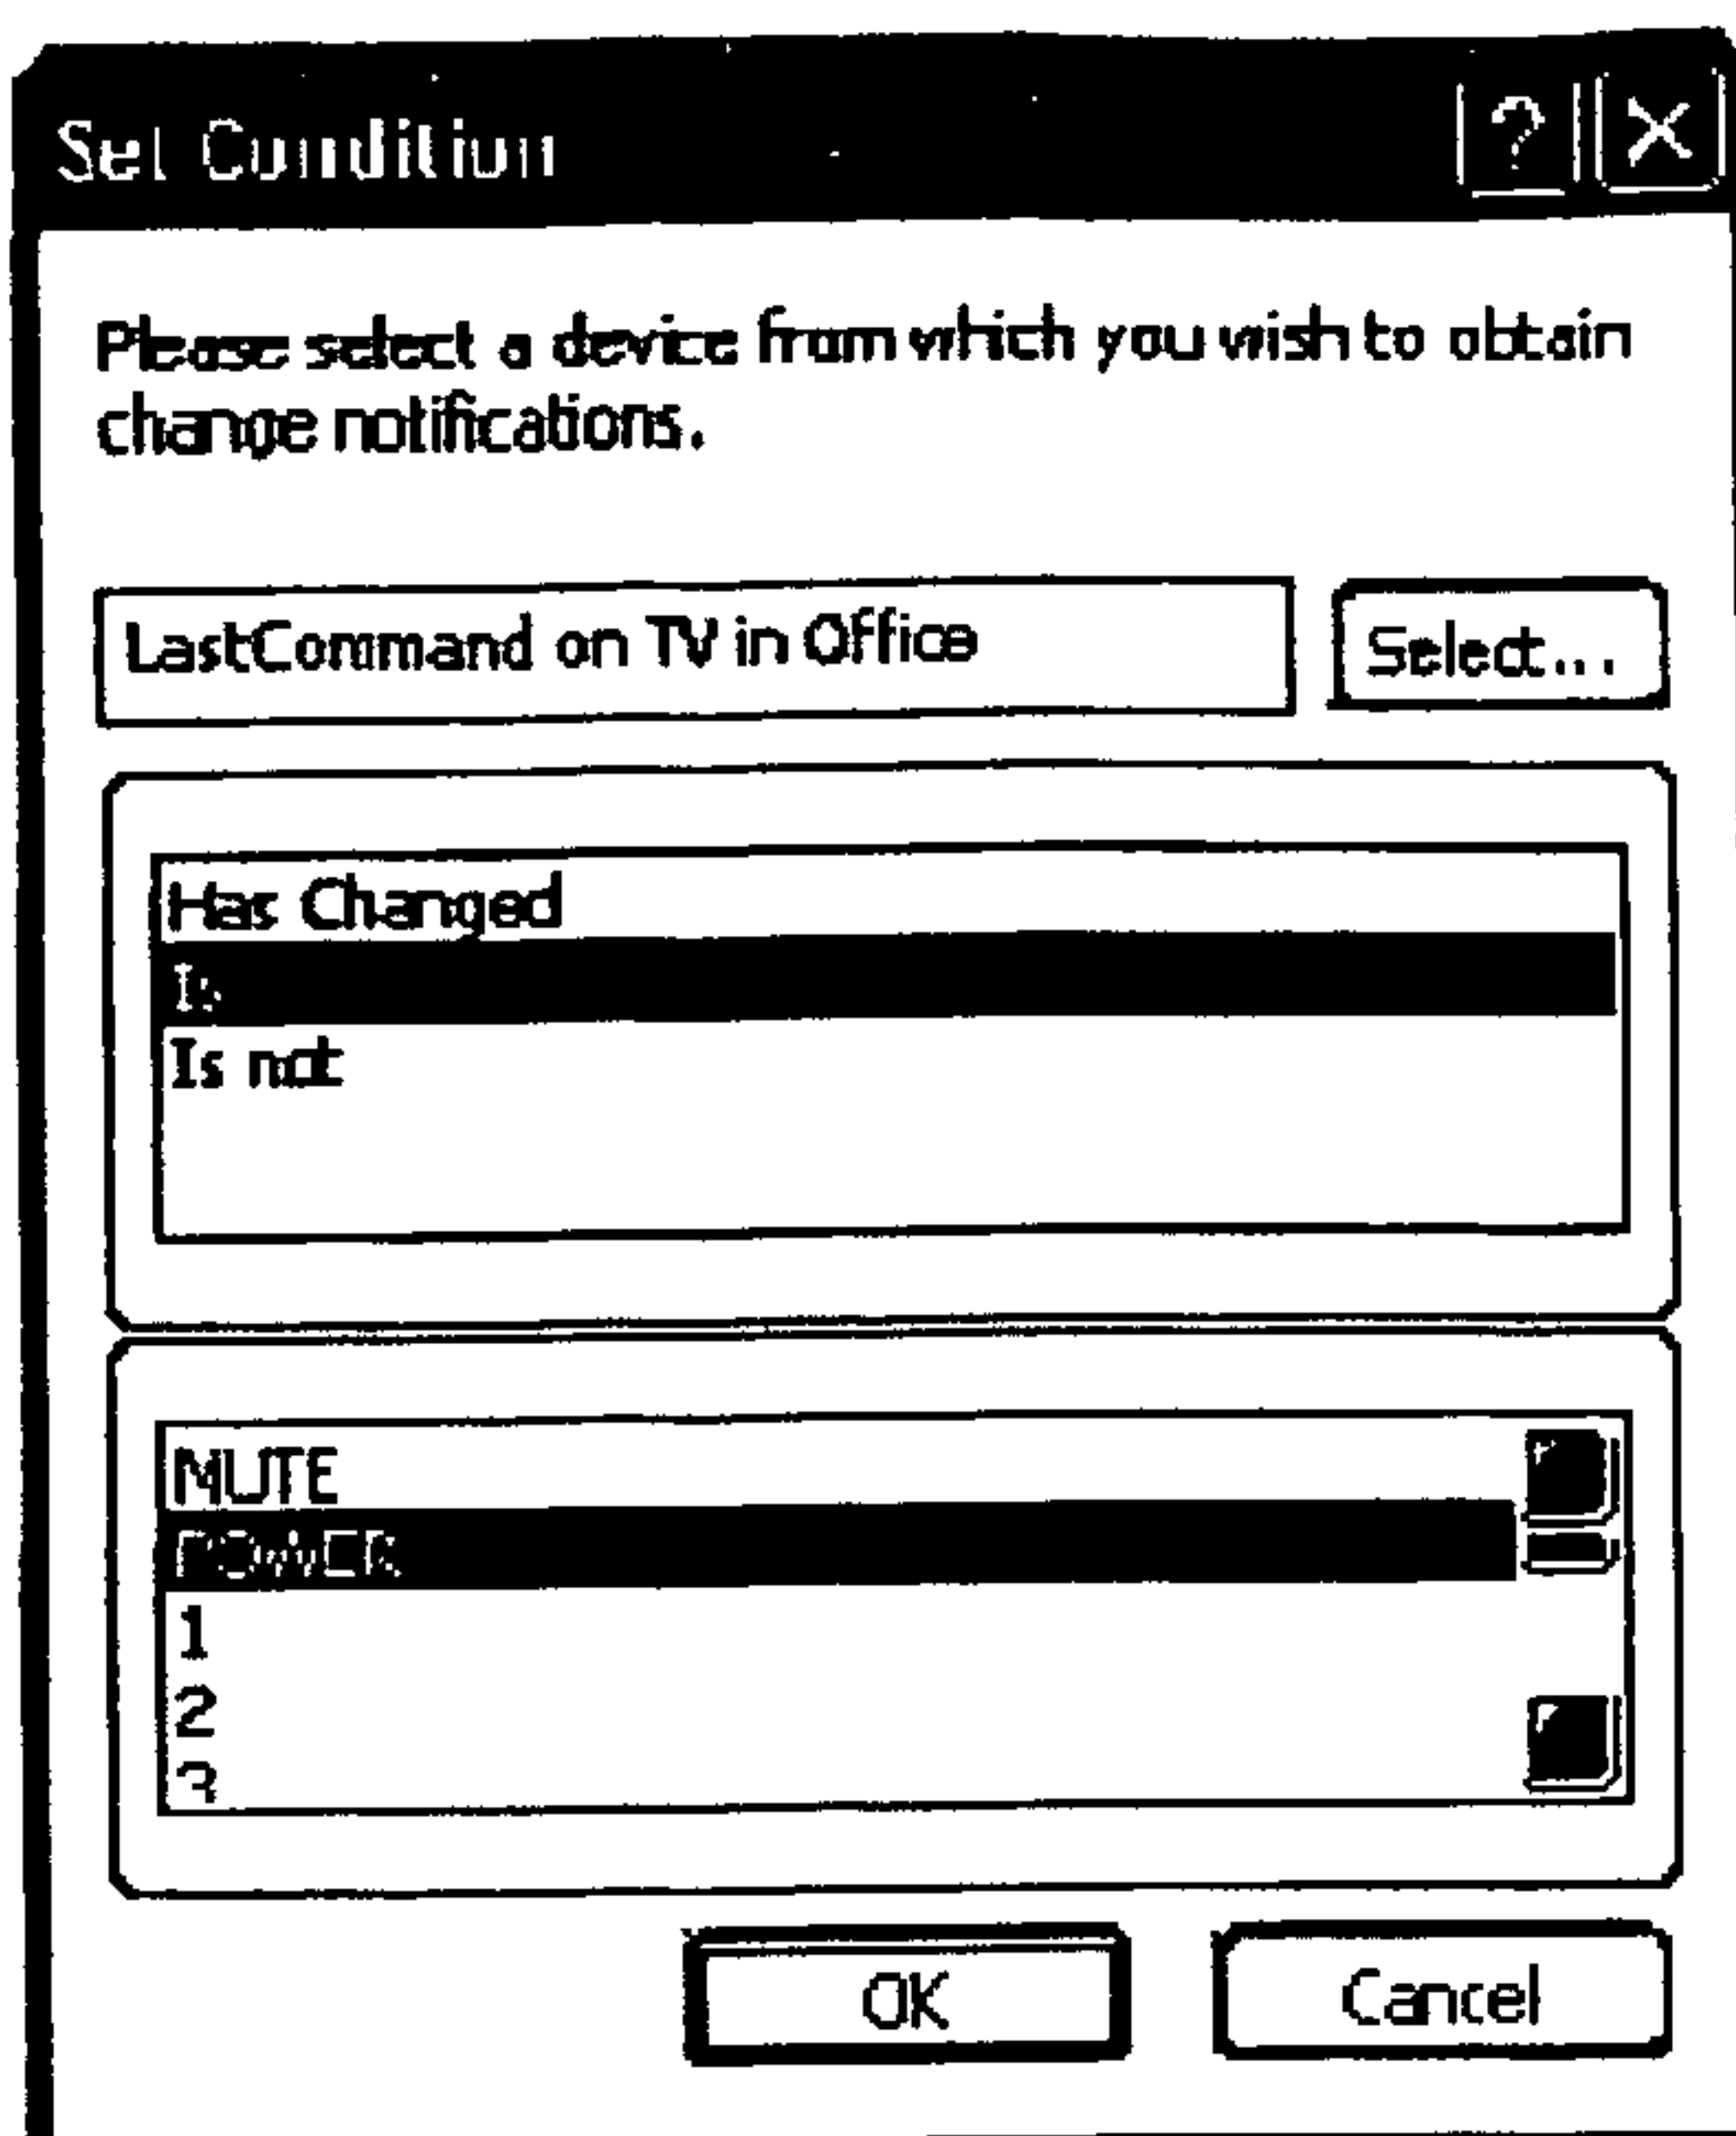 Set Condition
Please select a device from which you wish to obtain
change notifications.
LastCommand on TV in Office
Select...
Has Changed
Is
Is not
MUTE
POWER
1
2
3
OK
Cancel